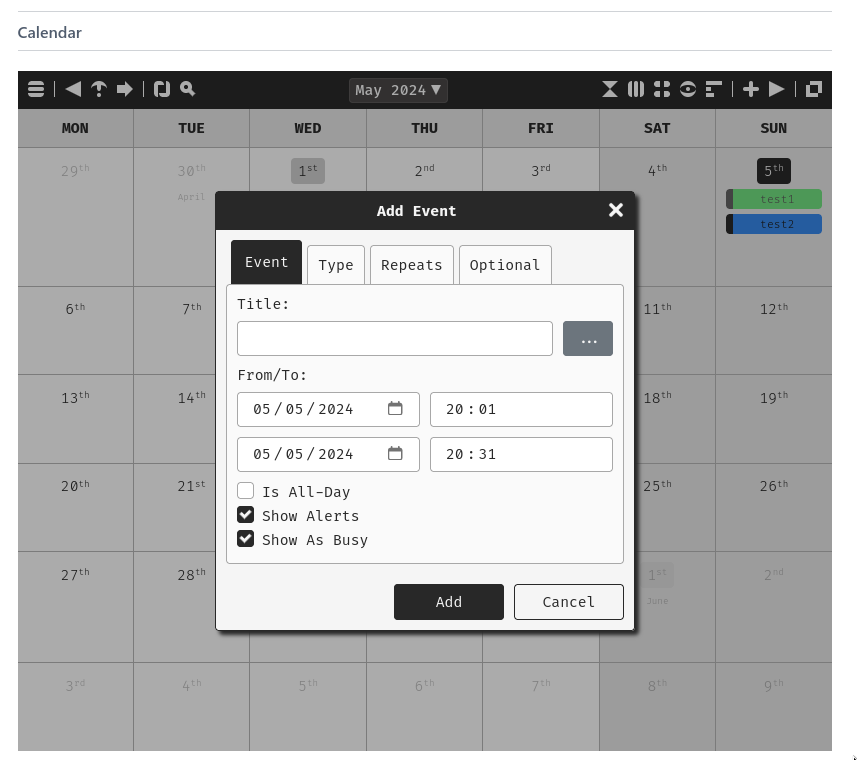 Calendar
May 2024▼
MON TUE WED THU FRI SAT SUN
29th 30th 1st 2nd 3rd 4th 5th
April
test1
test2
Add Event
Event Type Repeats Optional
Title:
...
From/To:
05/05/2024 20:01
05/05/2024 20:31
Is All-Day
Show Alerts
Show As Busy
Add Cancel
6th 7th 11th 12th
13th 14th 18th 19th
20th 21st 25th 26th
27th 28th 1st 2nd
June
3rd 4th 5th 6th 7th 8th 9th